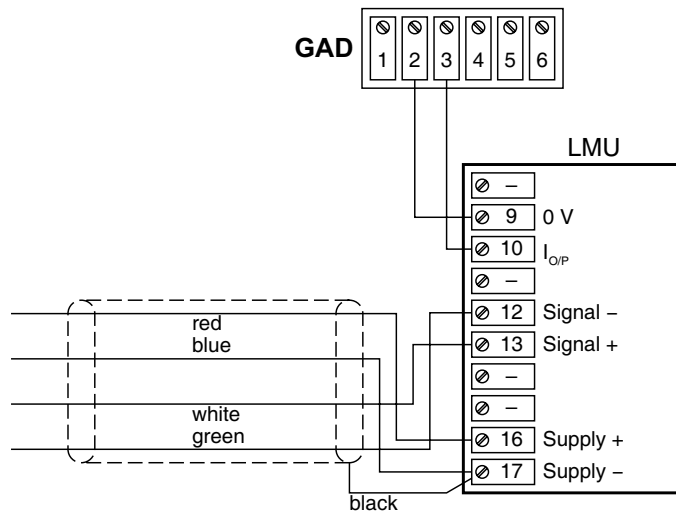 GAD
1 2 3 4 5 6
LMU
–
9 0 V
10 I O/P
–
12 Signal –
13 Signal +
–
–
16 Supply +
17 Supply –
red
blue
white
green
black